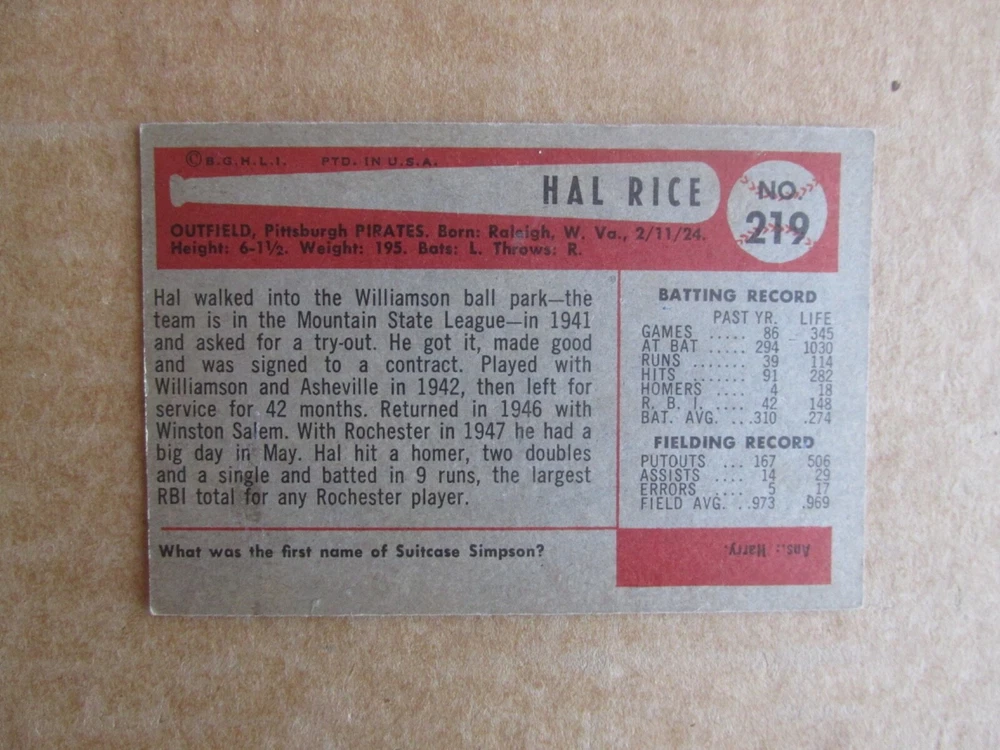 ©B.G.H.L.I. PTD. IN U.S.A.
HAL RICE
NO.
219
OUTFIELD, Pittsburgh PIRATES. Born: Raleigh, W. Va., 2/11/24.
Height: 6-1½. Weight: 195. Bats: L. Throws: R.
Hal walked into the Williamson ball park—the
team is in the Mountain State League—in 1941
and asked for a try-out. He got it, made good
and was signed to a contract. Played with
Williamson and Asheville in 1942, then left for
service for 42 months. Returned in 1946 with
Winston Salem. With Rochester in 1947 he had a
big day in May. Hal hit a homer, two doubles
and a single and batted in 9 runs, the largest
RBI total for any Rochester player.
BATTING RECORD
PAST YR. LIFE
GAMES ..... 86 345
AT BAT ..... 294 1030
RUNS ...... 39 114
HITS ....... 91 282
HOMERS .... 4 18
R. B. I. .... 42 148
BAT. AVG. ...310 .274
FIELDING RECORD
PUTOUTS ... 167 506
ASSISTS .... 14 29
ERRORS .... 5 17
FIELD AVG. ..973 .969
What was the first name of Suitcase Simpson?
Ans.: Harry.